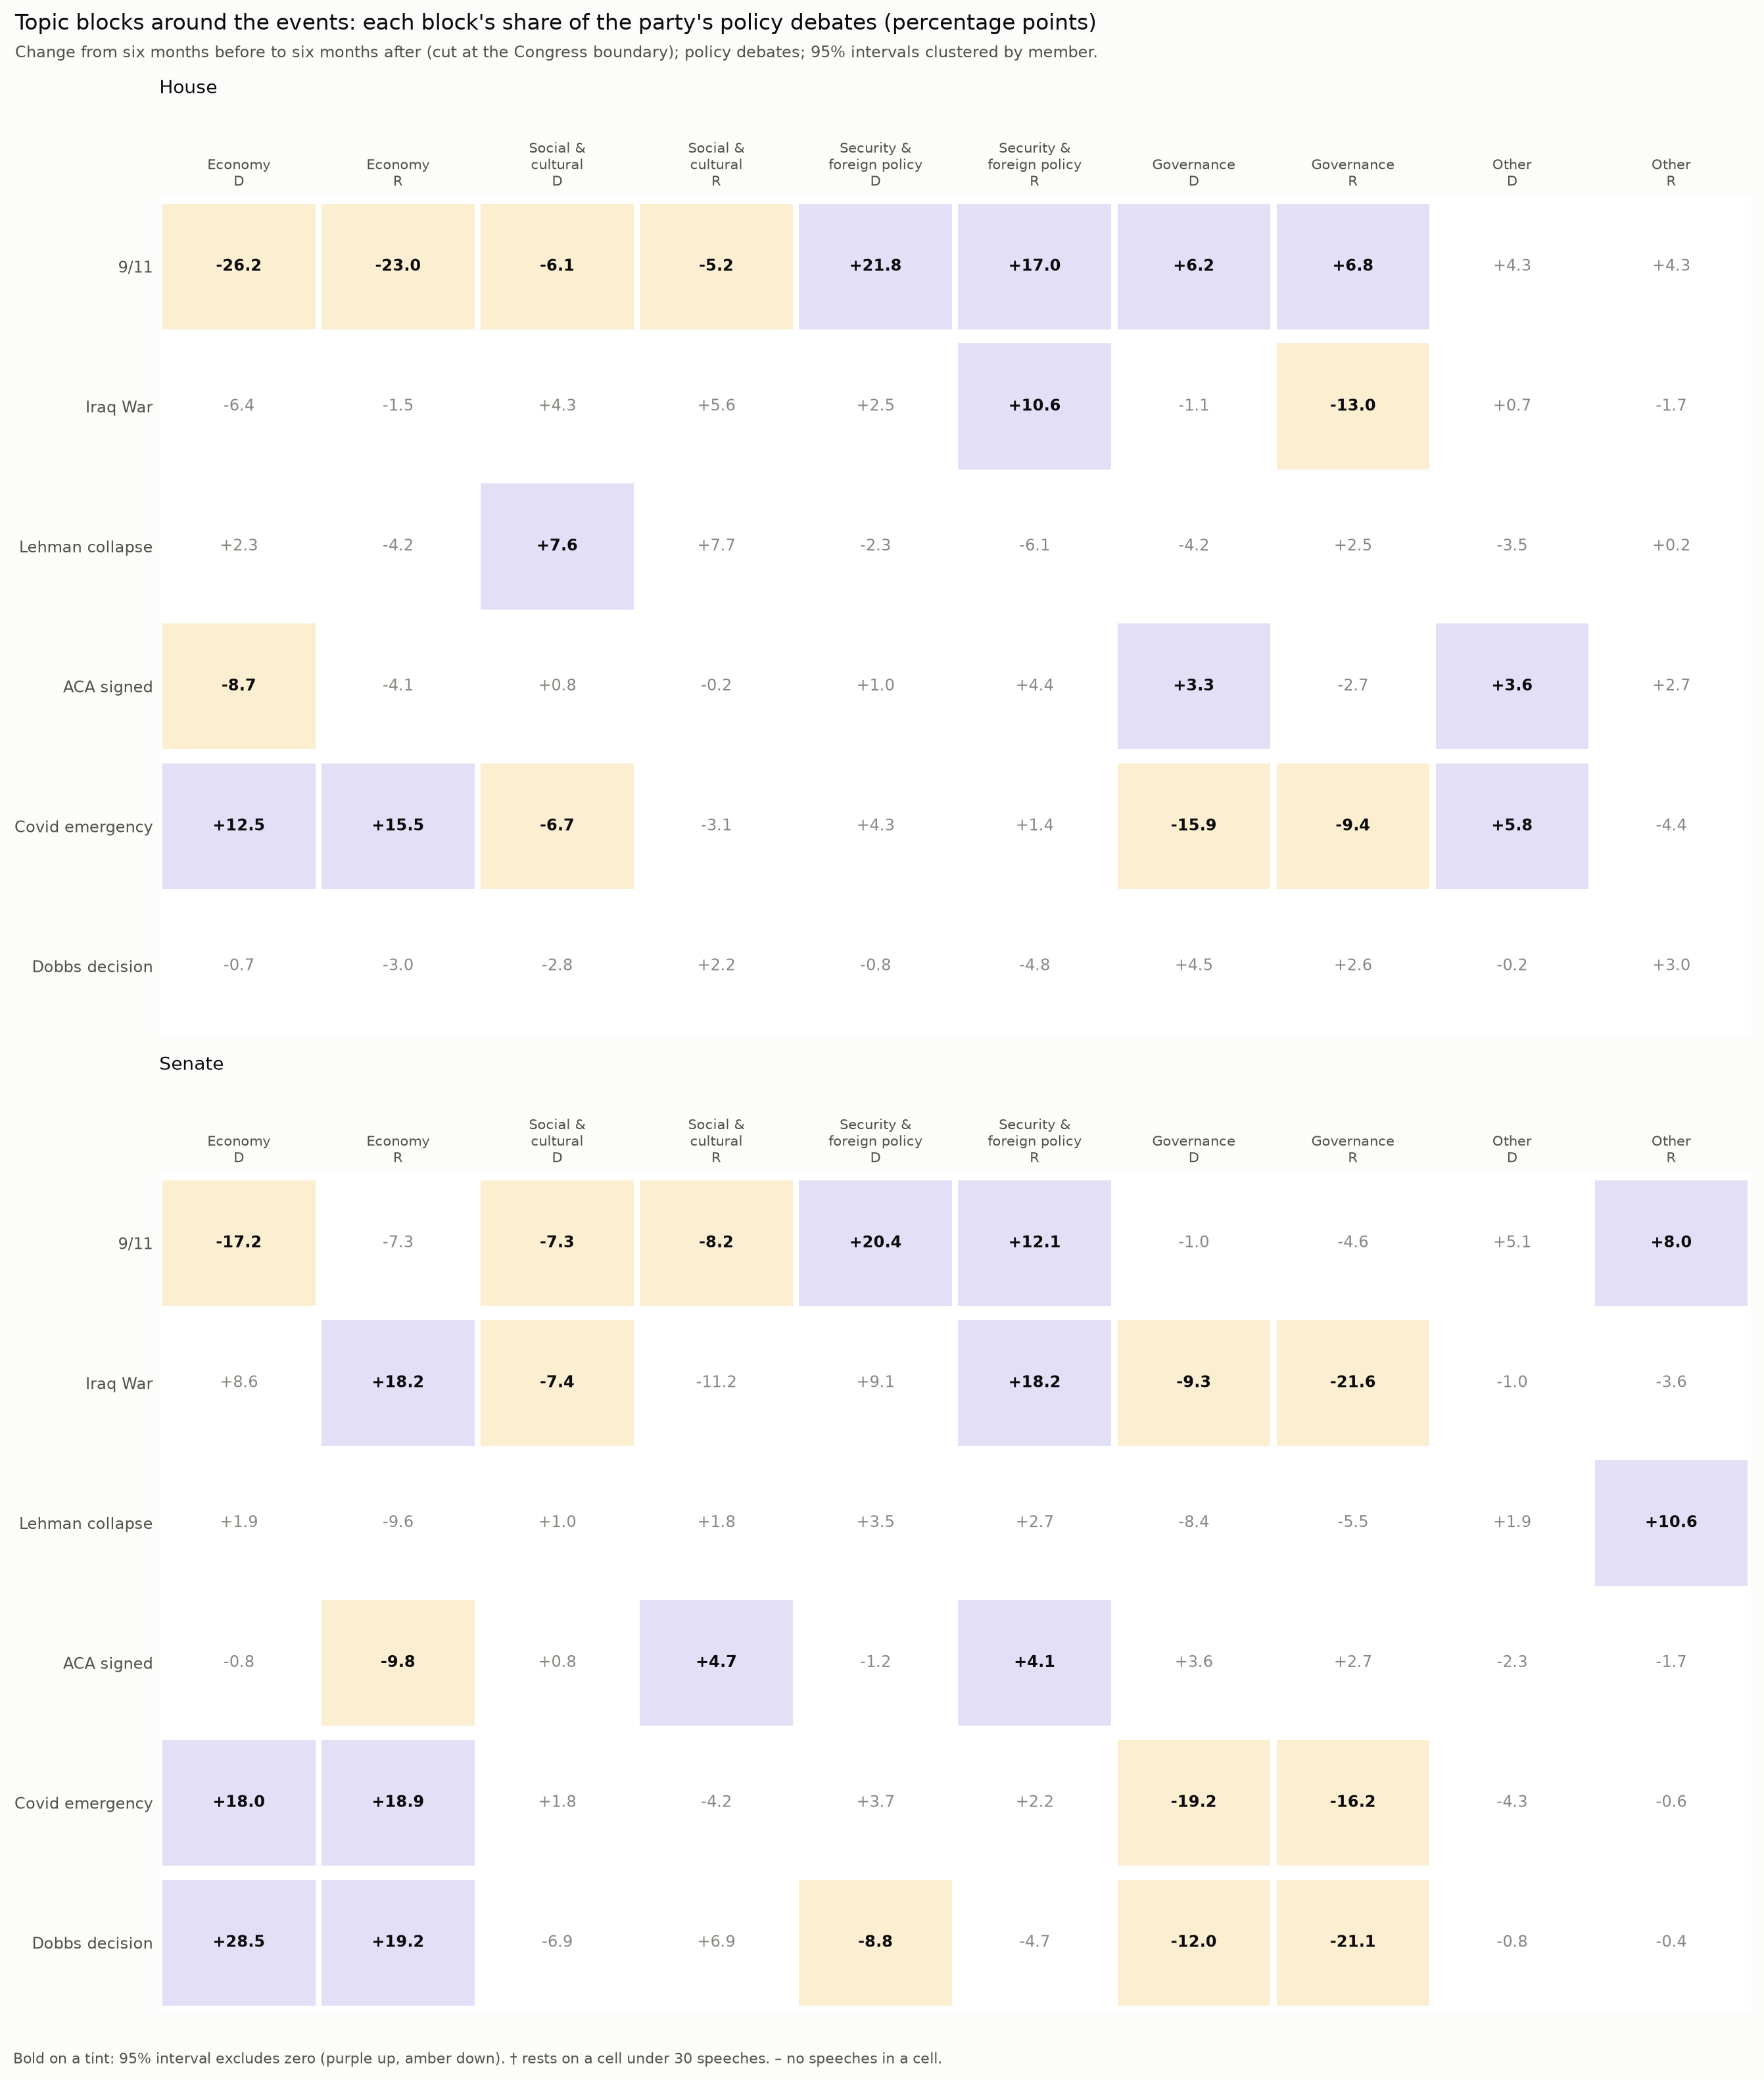 Topic blocks around the events: each block's share of the party's policy debates (percentage points)
Change from six months before to six months after (cut at the Congress boundary); policy debates; 95% intervals clustered by member.
House
Economy D
Economy R
Social & cultural D
Social & cultural R
Security & foreign policy D
Security & foreign policy R
Governance D
Governance R
Other D
Other R
9/11 -26.2 -23.0 -6.1 -5.2 +21.8 +17.0 +6.2 +6.8 +4.3 +4.3
Iraq War -6.4 -1.5 +4.3 +5.6 +2.5 +10.6 -1.1 -13.0 +0.7 -1.7
Lehman collapse +2.3 -4.2 +7.6 +7.7 -2.3 -6.1 -4.2 +2.5 -3.5 +0.2
ACA signed -8.7 -4.1 +0.8 -0.2 +1.0 +4.4 +3.3 -2.7 +3.6 +2.7
Covid emergency +12.5 +15.5 -6.7 -3.1 +4.3 +1.4 -15.9 -9.4 +5.8 -4.4
Dobbs decision -0.7 -3.0 -2.8 +2.2 -0.8 -4.8 +4.5 +2.6 -0.2 +3.0
Senate
Economy D
Economy R
Social & cultural D
Social & cultural R
Security & foreign policy D
Security & foreign policy R
Governance D
Governance R
Other D
Other R
9/11 -17.2 -7.3 -7.3 -8.2 +20.4 +12.1 -1.0 -4.6 +5.1 +8.0
Iraq War +8.6 +18.2 -7.4 -11.2 +9.1 +18.2 -9.3 -21.6 -1.0 -3.6
Lehman collapse +1.9 -9.6 +1.0 +1.8 +3.5 +2.7 -8.4 -5.5 +1.9 +10.6
ACA signed -0.8 -9.8 +0.8 +4.7 -1.2 +4.1 +3.6 +2.7 -2.3 -1.7
Covid emergency +18.0 +18.9 +1.8 -4.2 +3.7 +2.2 -19.2 -16.2 -4.3 -0.6
Dobbs decision +28.5 +19.2 -6.9 +6.9 -8.8 -4.7 -12.0 -21.1 -0.8 -0.4
Bold on a tint: 95% interval excludes zero (purple up, amber down). † rests on a cell under 30 speeches. – no speeches in a cell.